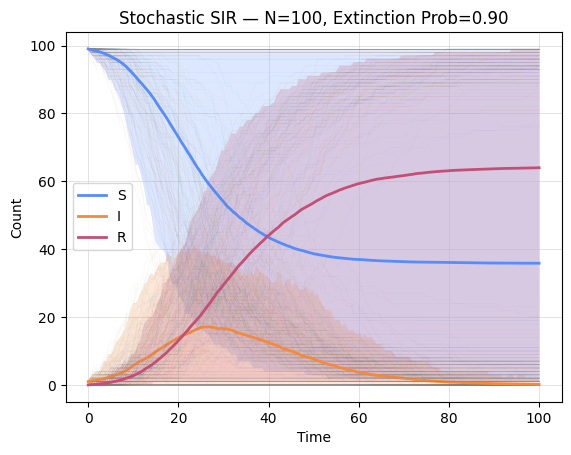 Stochastic SIR — N=100, Extinction Prob=0.90
100
80
60
40
20
0
Count
S
I
R
0 20 40 60 80 100
Time